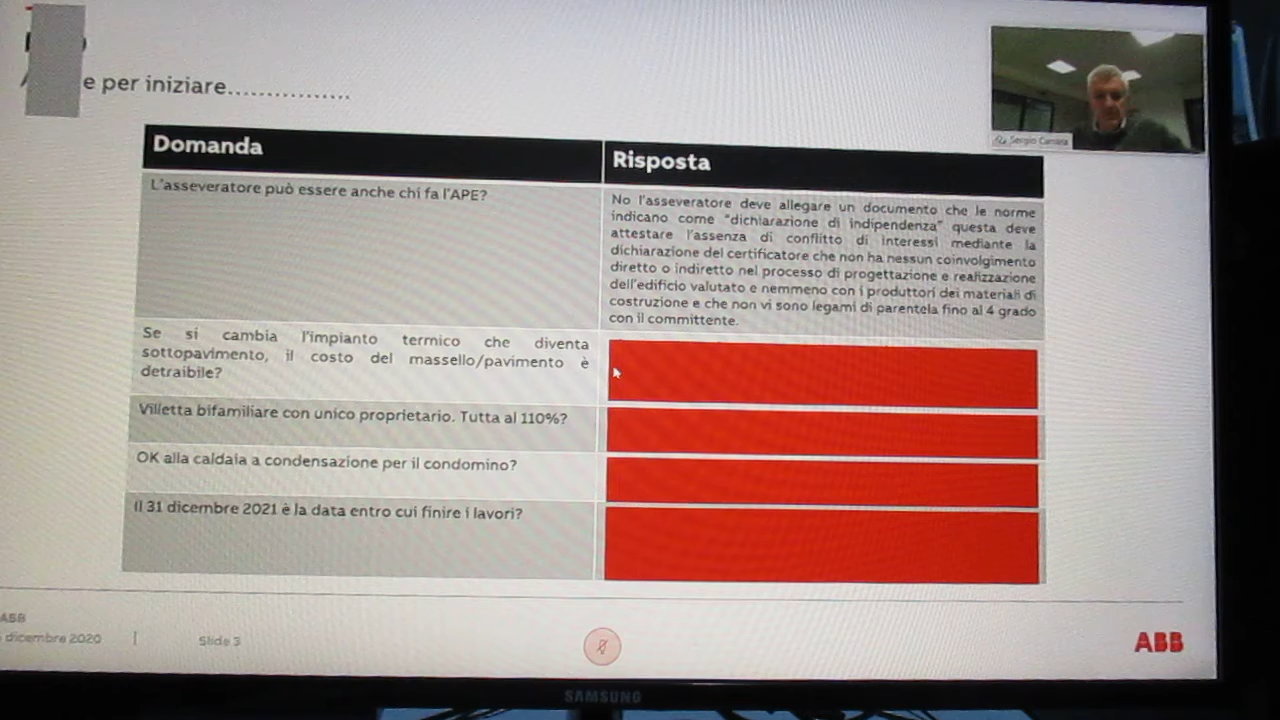 e per iniziare...............
Sergio Camara
Domanda
Risposta
L'asseveratore può essere anche chi fa l'APE?
No l'asseveratore deve allegare un documento che le norme
indicano come "dichiarazione di indipendenza" questa deve
attestare l'assenza di conflitto di interessi mediante la
dichiarazione del certificatore che non ha nessun coinvolgimento
diretto o indiretto nel processo di progettazione e realizzazione
dell'edificio valutato e nemmeno con i produttori dei materiali di
costruzione e che non vi sono legami di parentela fino al 4 grado
con il committente.
Se si cambia l'impianto termico che diventa
sottopavimento, il costo del massello/pavimento è
detraibile?
Villetta bifamiliare con unico proprietario. Tutta al 110%?
OK alla caldaia a condensazione per il condomino?
Il 31 dicembre 2021 è la data entro cui finire i lavori?
ABB
dicembre 2020 | Slide 3
ABB
SAMSUNG